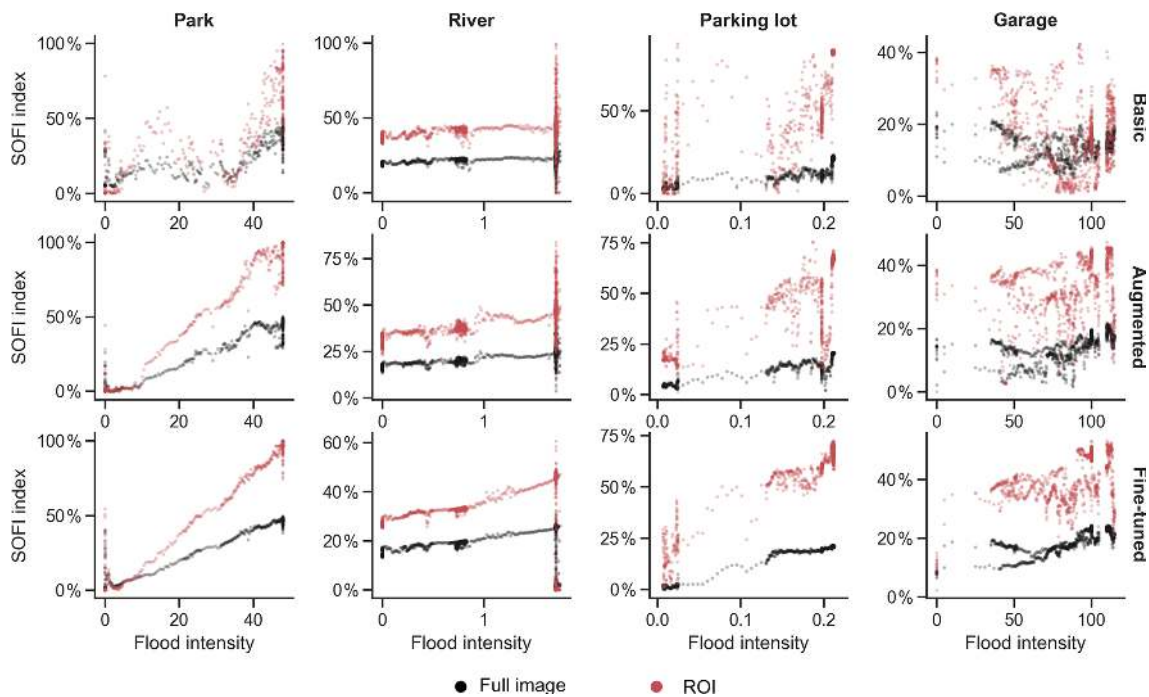 Park River Parking lot Garage
100% 100% 40%
SOFI index 50% 50% 50% 20% Basic
0% 0% 0% 0%
0 20 40 0 1 0.0 0.1 0.2 0 50 100
100% 75% 75% 40%
SOFI index 50% 50% 50% 20% Augmented
25% 25%
0% 0% 0% 0%
0 20 40 0 1 0.0 0.1 0.2 0 50 100
100% 60% 75% 40%
SOFI index 50% 40% 50% 20% Fine-tuned
20% 25%
0% 0% 0% 0%
0 20 40 0 1 0.0 0.1 0.2 0 50 100
Flood intensity Flood intensity Flood intensity Flood intensity
Full image ROI